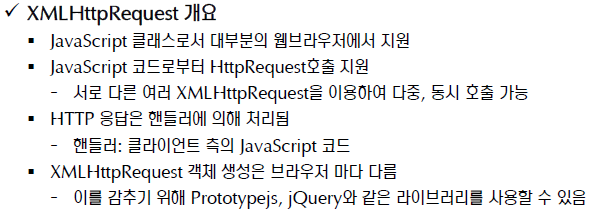 ✓ XMLHttpRequest 개요
▪ JavaScript 클래스로서 대부분의 웹브라우저에서 지원
▪ JavaScript 코드로부터 HttpRequest호출 지원
- 서로 다른 여러 XMLHttpRequest을 이용하여 다중, 동시 호출 가능
▪ HTTP 응답은 핸들러에 의해 처리됨
- 핸들러: 클라이언트 측의 JavaScript 코드
▪ XMLHttpRequest 객체 생성은 브라우저 마다 다름
- 이를 감추기 위해 Prototypejs, jQuery와 같은 라이브러리를 사용할 수 있음